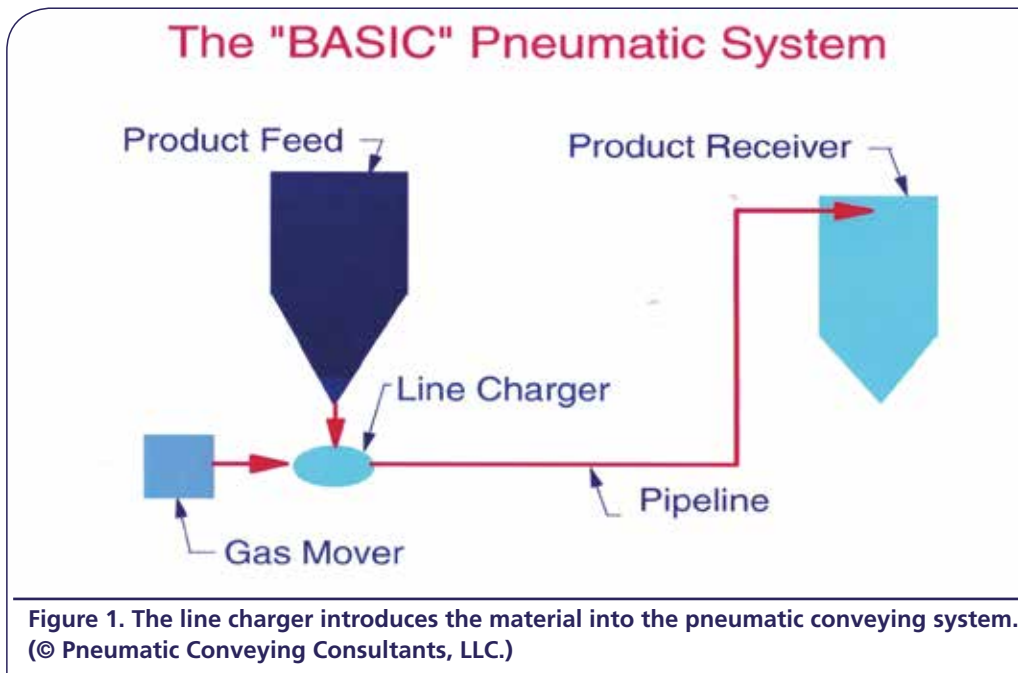 The "BASIC" Pneumatic System
Product Feed
Product Receiver
Line Charger
Pipeline
Gas Mover
Figure 1. The line charger introduces the material into the pneumatic conveying system.
(© Pneumatic Conveying Consultants, LLC.)